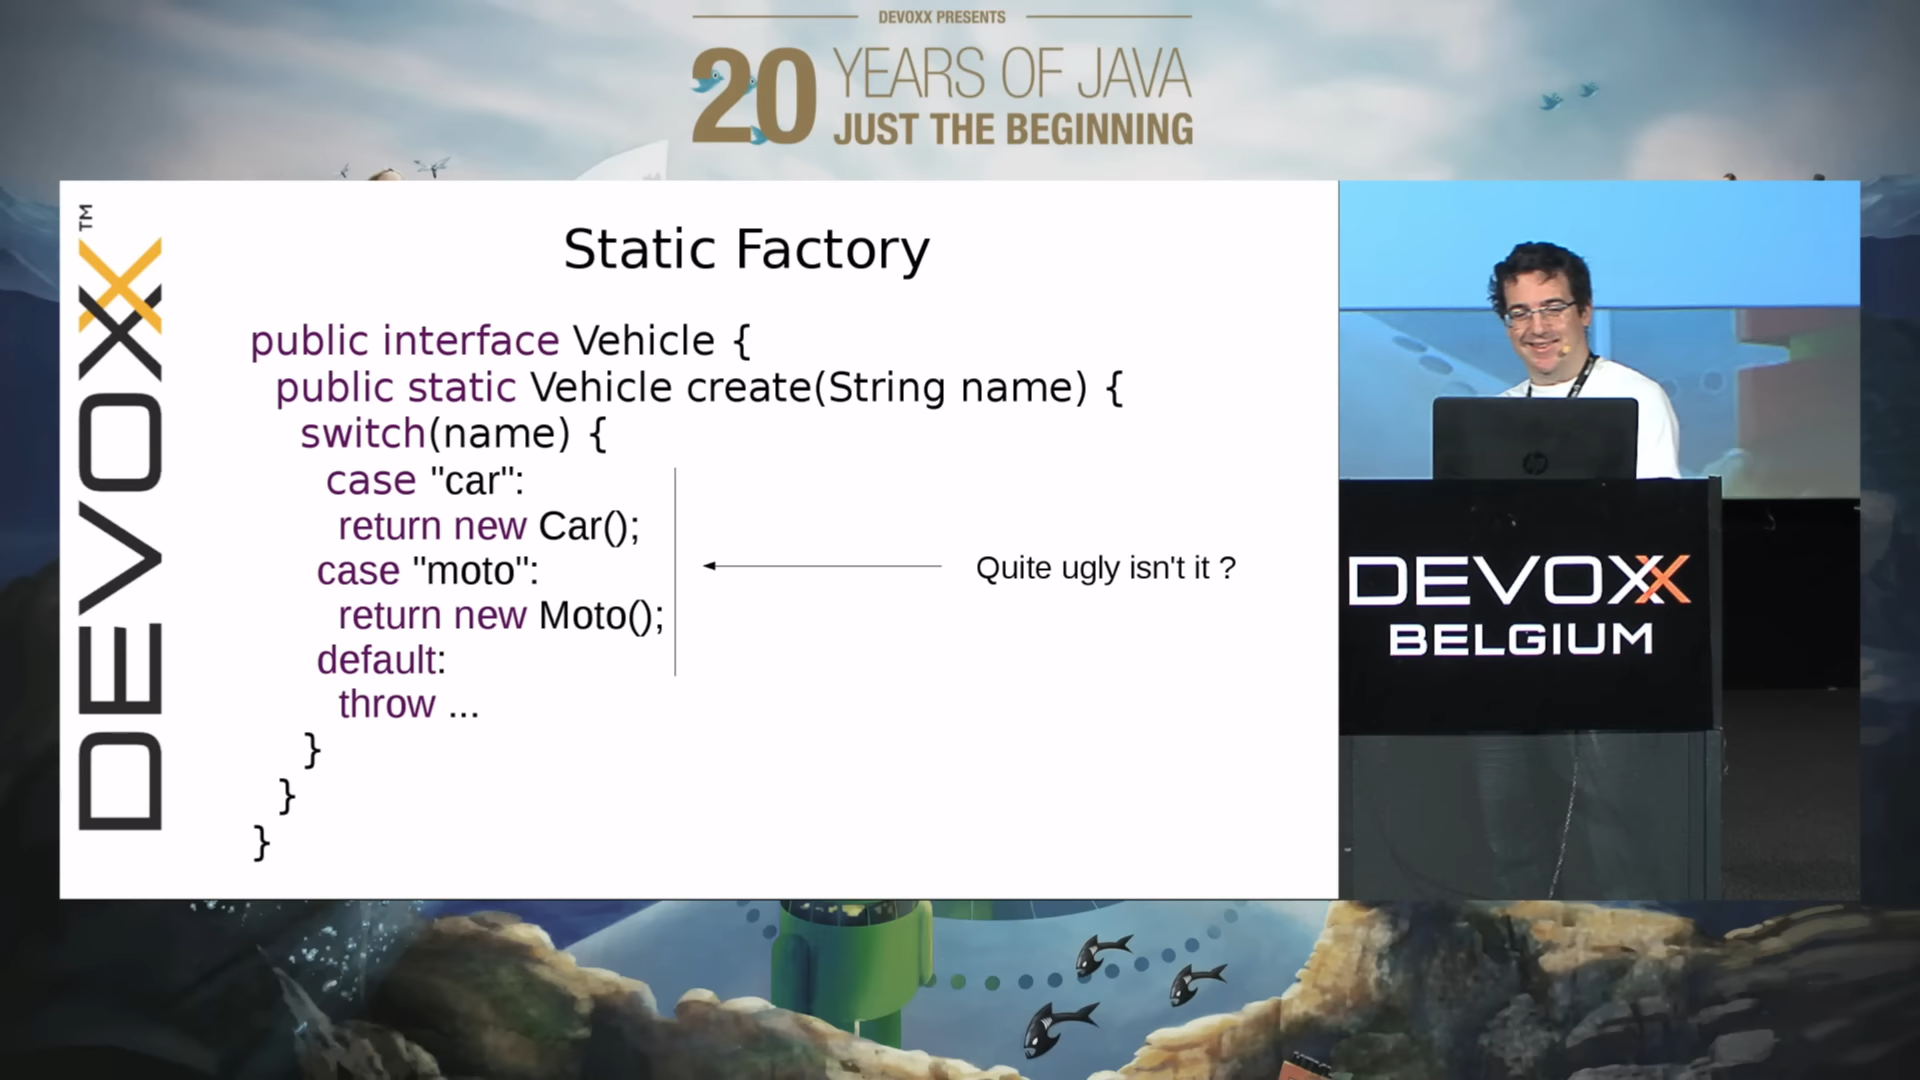 DEVOXX PRESENTS
20 YEARS OF JAVA
JUST THE BEGINNING
DEVOXX™
Static Factory
public interface Vehicle {
public static Vehicle create(String name) {
switch(name) {
case "car":
return new Car();
case "moto":
return new Moto();
default:
throw ...
}
}
}
Quite ugly isn't it ?
hp
DEVOXX
BELGIUM